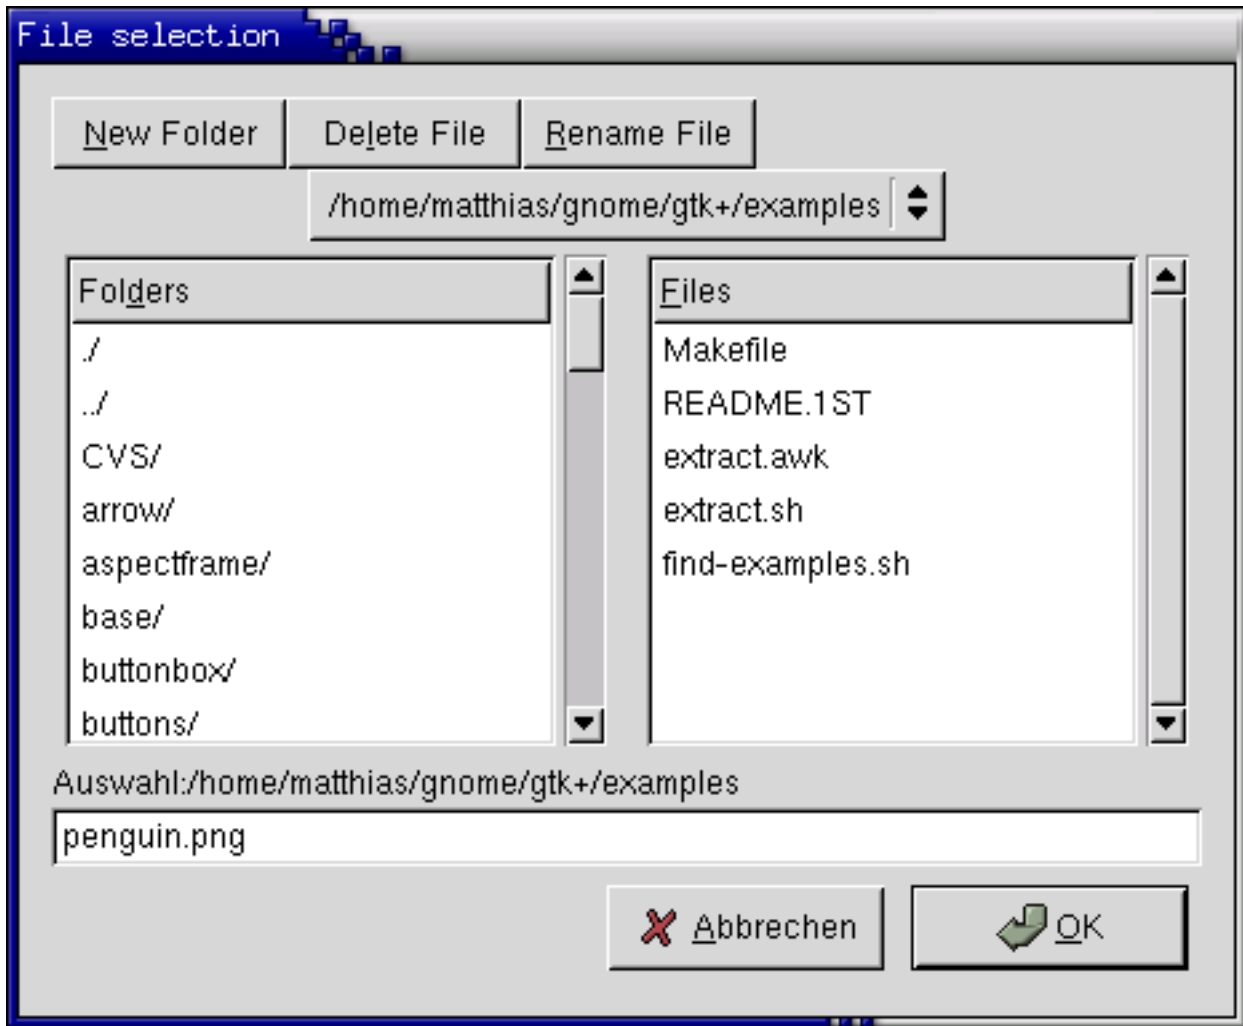 File selection
New Folder Delete File Rename File
/home/matthias/gnome/gtk+/examples
Folders
./
../
CVS/
arrow/
aspectframe/
base/
buttonbox/
buttons/
Files
Makefile
README.1ST
extract.awk
extract.sh
find-examples.sh
Auswahl:/home/matthias/gnome/gtk+/examples
penguin.png
Abbrechen OK